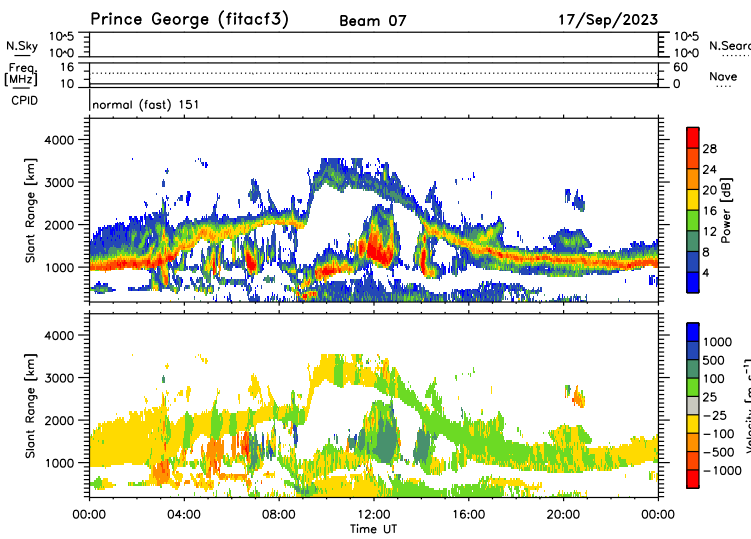 Prince George (fitacf3) Beam 07 17/Sep/2023
N.Sky 10^5 10^0 10^5 10^0 N.Searc
Freq [MHz] 16 10 60 0 Nave
CPID normal (fast) 151
Slant Range [km] 4000 3000 2000 1000
28 24 20 16 12 8 4 Power [dB]
Slant Range [km] 4000 3000 2000 1000
1000 500 100 25 -25 -100 -500 -1000 Velocity [m s⁻¹]
00:00 04:00 08:00 12:00 16:00 20:00 00:00
Time UT